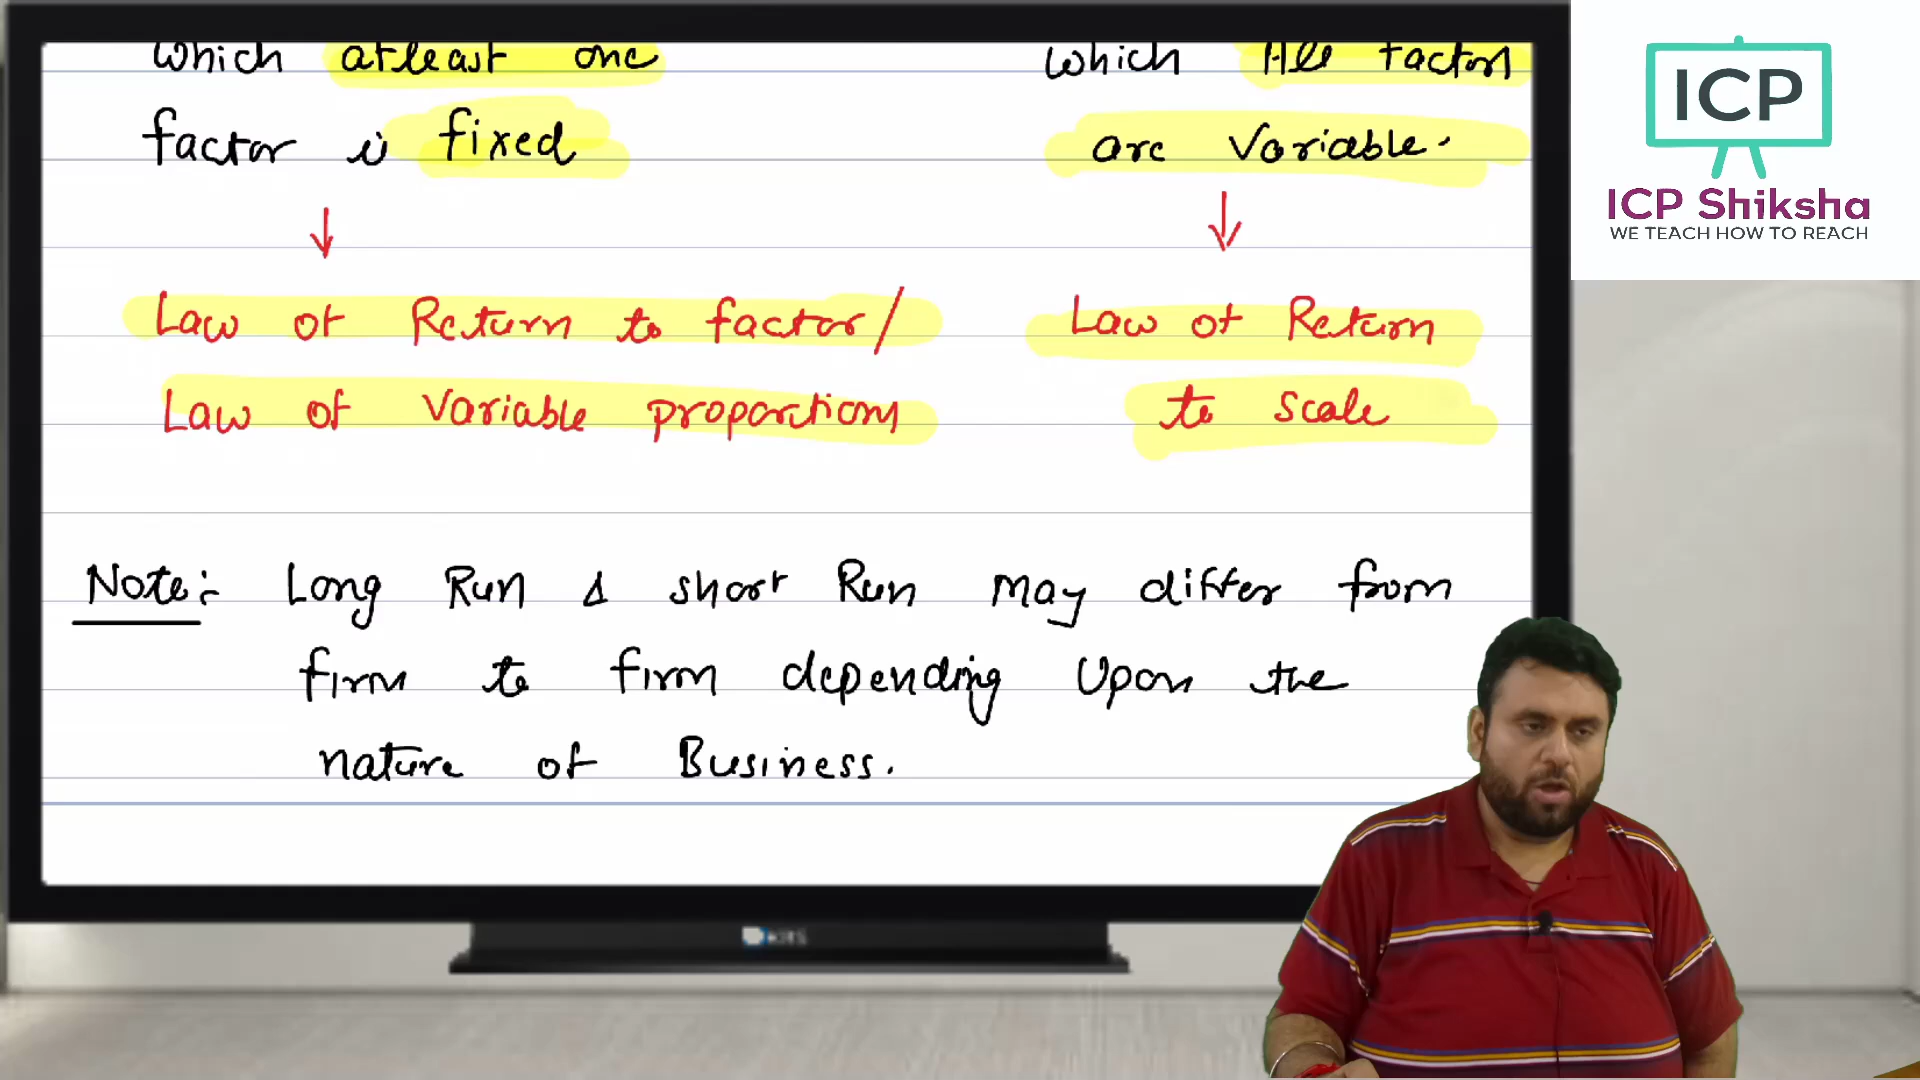 which atleast one
factor is fixed
Law of Return to factor/
Law of Variable proportions
which All factors
are Variable.
Law of Return
to scale
Note:- Long Run & short Run may differ from
firm to firm depending Upon the
nature of Business.
ICP
ICP Shiksha
WE TEACH HOW TO REACH